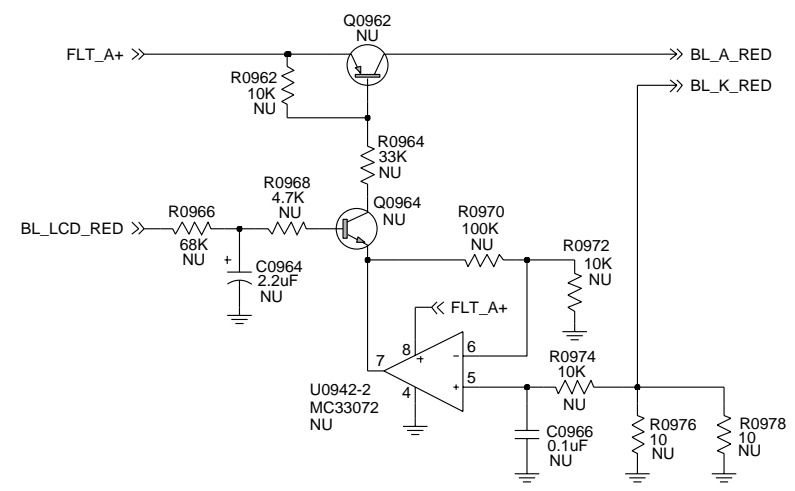 Q0962
NU
FLT_A+
BL_A_RED
R0962
10K
NU
BL_K_RED
R0964
33K
NU
R0968
4.7K
NU
Q0964
NU
R0970
100K
NU
R0966
68K
NU
BL_LCD_RED
R0972
10K
NU
+
C0964
2.2uF
NU
FLT_A+
8
+
7
-
6
+
5
4
U0942-2
MC33072
NU
R0974
10K
NU
C0966
0.1uF
NU
R0976
10
NU
R0978
10
NU